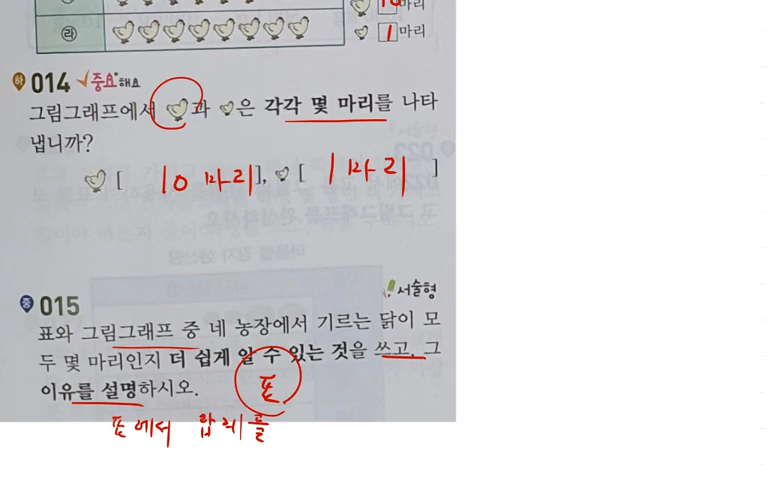 10마리
㉣ 1마리
014 중요해요
그림그래프에서 과 은 각각 몇 마리를 나타
냅니까?
[ 10 마리 ], [ 1 마리 ]
서술형
015
표와 그림그래프 중 네 농장에서 기르는 닭이 모
두 몇 마리인지 더 쉽게 알 수 있는 것을 쓰고, 그
이유를 설명하시오.
표
표에서 합계를